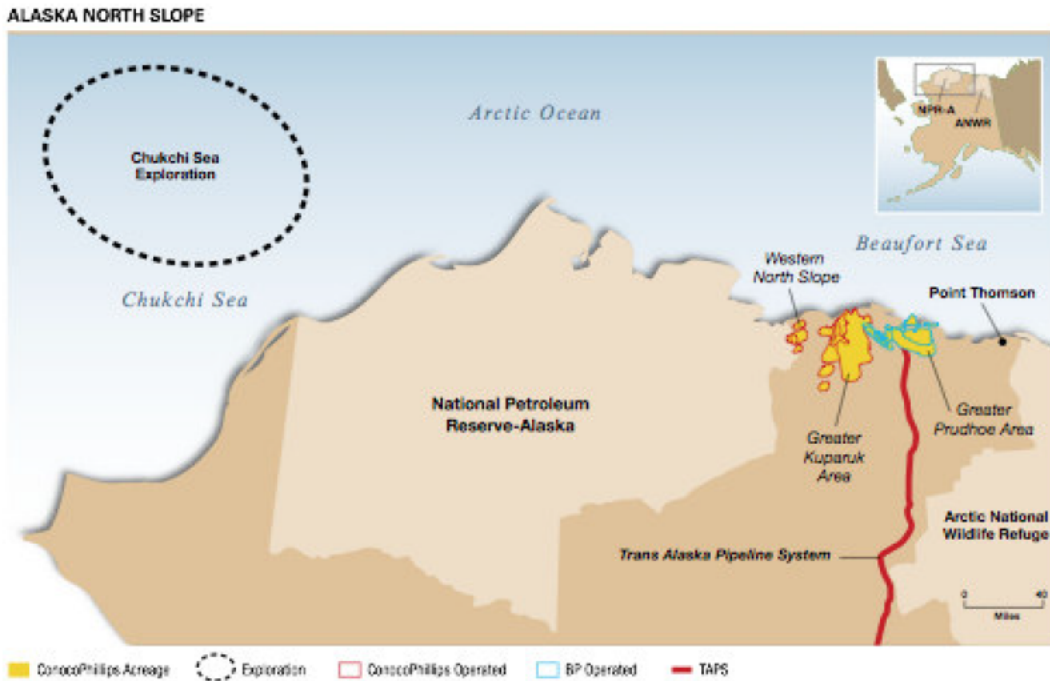 ALASKA NORTH SLOPE
Arctic Ocean
NPR-A
ANWR
Chukchi Sea
Exploration
Beaufort Sea
Western
North Slope
Chukchi Sea
Point Thomson
National Petroleum
Reserve-Alaska
Greater
Prudhoe Area
Greater
Kuparuk
Area
Arctic National
Wildlife Refuge
Trans Alaska Pipeline System
0 40
Miles
ConocoPhillips Acreage
Exploration
ConocoPhillips Operated
BP Operated
TAPS